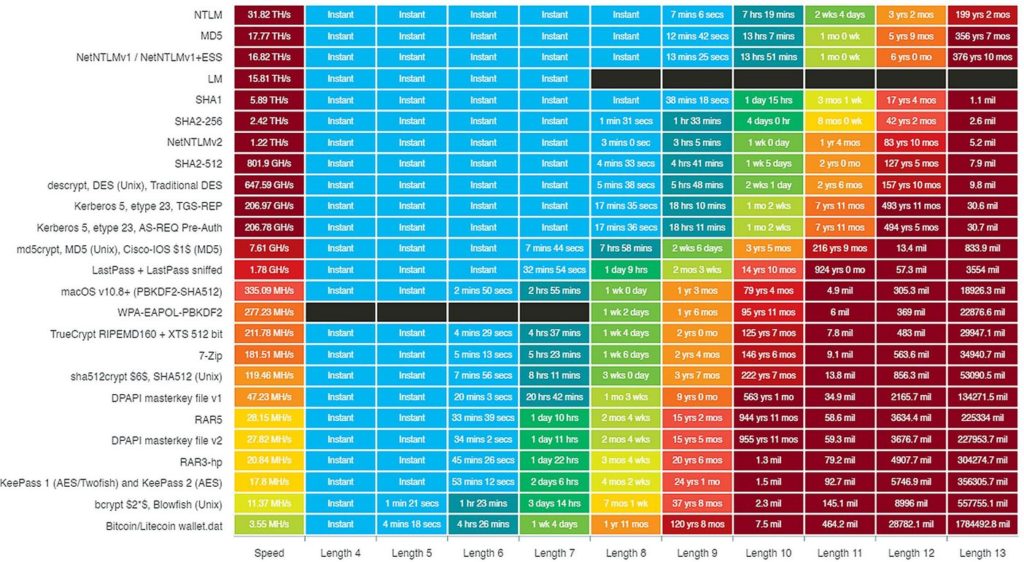 NTLM 31.82 TH/s Instant Instant Instant Instant Instant 7 mins 6 secs 7 hrs 19 mins 2 wks 4 days 3 yrs 2 mos 199 yrs 2 mos
MD5 17.77 TH/s Instant Instant Instant Instant Instant 12 mins 42 secs 13 hrs 7 mins 1 mo 0 wk 5 yrs 9 mos 356 yrs 7 mos
NetNTLMv1 / NetNTLMv1+ESS 16.82 TH/s Instant Instant Instant Instant Instant 13 mins 25 secs 13 hrs 51 mins 1 mo 0 wk 6 yrs 0 mo 376 yrs 10 mos
LM 15.81 TH/s Instant Instant Instant Instant
SHA1 5.89 TH/s Instant Instant Instant Instant Instant 38 mins 18 secs 1 day 15 hrs 3 mos 1 wk 17 yrs 4 mos 1.1 mil
SHA2-256 2.42 TH/s Instant Instant Instant Instant 1 min 31 secs 1 hr 33 mins 4 days 0 hr 8 mos 0 wk 42 yrs 2 mos 2.6 mil
NetNTLMv2 1.22 TH/s Instant Instant Instant Instant 3 mins 0 sec 3 hrs 5 mins 1 wk 0 day 1 yr 4 mos 83 yrs 10 mos 5.2 mil
SHA2-512 801.9 GH/s Instant Instant Instant Instant 4 mins 33 secs 4 hrs 41 mins 1 wk 5 days 2 yrs 0 mo 127 yrs 5 mos 7.9 mil
descrypt, DES (Unix), Traditional DES 647.59 GH/s Instant Instant Instant Instant 5 mins 38 secs 5 hrs 48 mins 2 wks 1 day 2 yrs 6 mos 157 yrs 10 mos 9.8 mil
Kerberos 5, etype 23, TGS-REP 206.97 GH/s Instant Instant Instant Instant 17 mins 35 secs 18 hrs 10 mins 1 mo 2 wks 7 yrs 11 mos 493 yrs 11 mos 30.6 mil
Kerberos 5, etype 23, AS-REQ Pre-Auth 206.78 GH/s Instant Instant Instant Instant 17 mins 36 secs 18 hrs 11 mins 1 mo 2 wks 7 yrs 11 mos 494 yrs 5 mos 30.7 mil
md5crypt, MD5 (Unix), Cisco-IOS $1$ (MD5) 7.61 GH/s Instant Instant Instant 7 mins 44 secs 7 hrs 58 mins 2 wks 6 days 3 yrs 5 mos 216 yrs 9 mos 13.4 mil 833.9 mil
LastPass + LastPass sniffed 1.78 GH/s Instant Instant Instant 32 mins 54 secs 1 day 9 hrs 2 mos 3 wks 14 yrs 10 mos 924 yrs 0 mo 57.3 mil 3554 mil
macOS v10.8+ (PBKDF2-SHA512) 335.09 MH/s Instant Instant 2 mins 50 secs 2 hrs 55 mins 1 wk 0 day 1 yr 3 mos 79 yrs 4 mos 4.9 mil 305.3 mil 18926.3 mil
WPA-EAPOL-PBKDF2 277.23 MH/s 1 wk 2 days 1 yr 6 mos 95 yrs 11 mos 6 mil 369 mil 22876.6 mil
TrueCrypt RIPEMD160 + XTS 512 bit 211.78 MH/s Instant Instant 4 mins 29 secs 4 hrs 37 mins 1 wk 4 days 2 yrs 0 mo 125 yrs 7 mos 7.8 mil 483 mil 29947.1 mil
7-Zip 181.51 MH/s Instant Instant 5 mins 13 secs 5 hrs 23 mins 1 wk 6 days 2 yrs 4 mos 146 yrs 6 mos 9.1 mil 563.6 mil 34940.7 mil
sha512crypt $6$, SHA512 (Unix) 119.46 MH/s Instant Instant 7 mins 56 secs 8 hrs 11 mins 3 wks 0 day 3 yrs 7 mos 222 yrs 7 mos 13.8 mil 856.3 mil 53090.5 mil
DPAPI masterkey file v1 47.23 MH/s Instant Instant 20 mins 3 secs 20 hrs 42 mins 1 mo 3 wks 9 yrs 0 mo 563 yrs 1 mo 34.9 mil 2165.7 mil 134271.5 mil
RAR5 28.15 MH/s Instant Instant 33 mins 39 secs 1 day 10 hrs 2 mos 4 wks 15 yrs 2 mos 944 yrs 11 mos 58.6 mil 3634.4 mil 225334 mil
DPAPI masterkey file v2 27.82 MH/s Instant Instant 34 mins 2 secs 1 day 11 hrs 2 mos 4 wks 15 yrs 5 mos 955 yrs 11 mos 59.3 mil 3676.7 mil 227953.7 mil
RAR3-hp 20.84 MH/s Instant Instant 45 mins 26 secs 1 day 22 hrs 3 mos 4 wks 20 yrs 6 mos 1.3 mil 79.2 mil 4907.7 mil 304274.7 mil
KeePass 1 (AES/Twofish) and KeePass 2 (AES) 17.8 MH/s Instant Instant 53 mins 12 secs 2 days 6 hrs 4 mos 2 wks 24 yrs 1 mo 1.5 mil 92.7 mil 5746.9 mil 356305.7 mil
bcrypt $2*$, Blowfish (Unix) 11.37 MH/s Instant 1 min 21 secs 1 hr 23 mins 3 days 14 hrs 7 mos 1 wk 37 yrs 8 mos 2.3 mil 145.1 mil 8996 mil 557755.1 mil
Bitcoin/Litecoin wallet.dat 3.55 MH/s Instant 4 mins 18 secs 4 hrs 26 mins 1 wk 4 days 1 yr 11 mos 120 yrs 8 mos 7.5 mil 464.2 mil 28782.1 mil 1784492.8 mil
Speed Length 4 Length 5 Length 6 Length 7 Length 8 Length 9 Length 10 Length 11 Length 12 Length 13